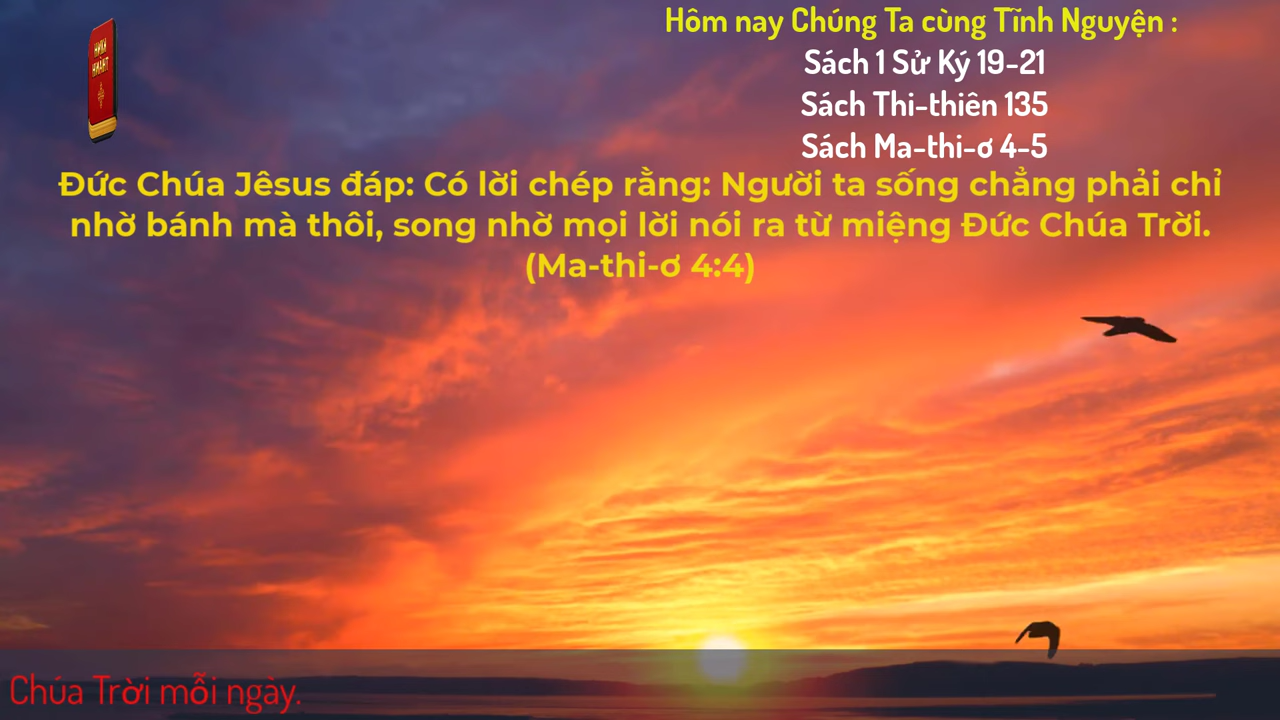 Hôm nay Chúng Ta cùng Tĩnh Nguyện :
Sách 1 Sử Ký 19-21
Sách Thi-thiên 135
Sách Ma-thi-ơ 4-5
Đức Chúa Jêsus đáp: Có lời chép rằng: Người ta sống chẳng phải chỉ
nhờ bánh mà thôi, song nhờ mọi lời nói ra từ miệng Đức Chúa Trời.
(Ma-thi-ơ 4:4)
Chúa Trời mỗi ngày.